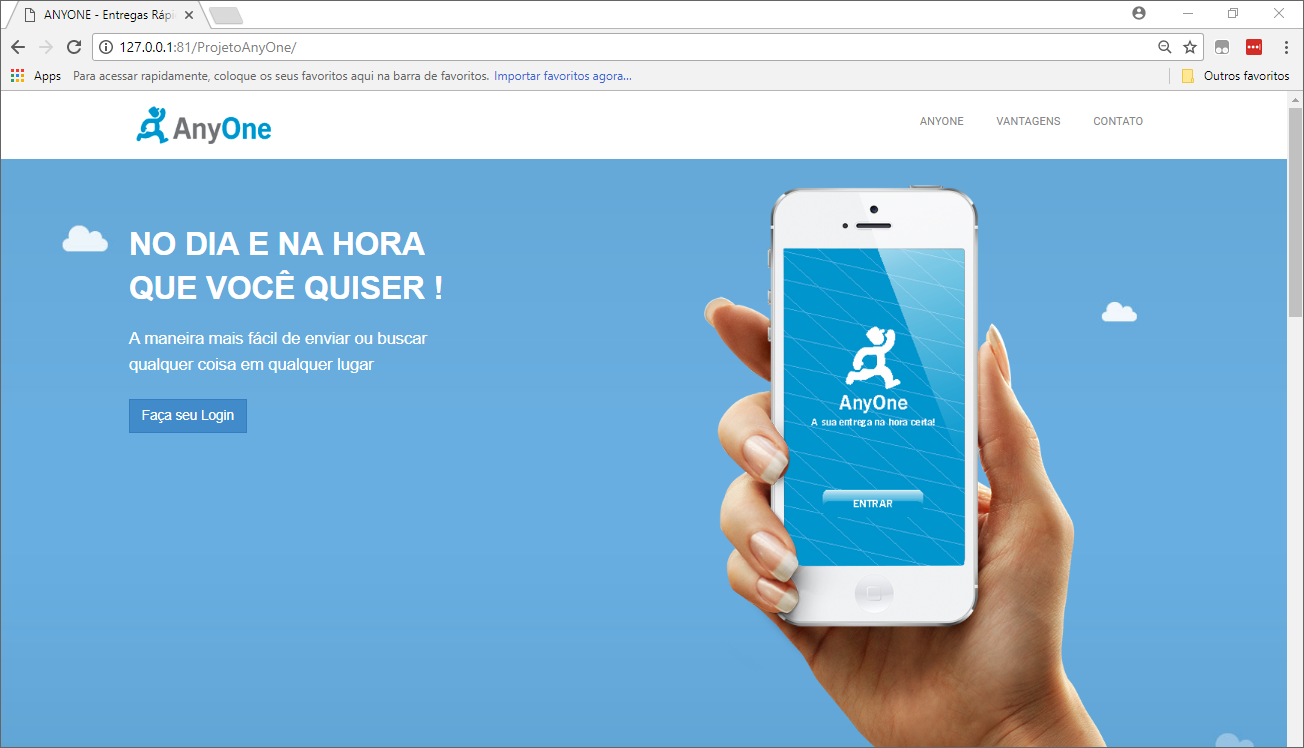 ANYONE - Entregas Rápi
127.0.0.1:81/ProjetoAnyOne/
Apps Para acessar rapidamente, coloque os seus favoritos aqui na barra de favoritos. Importar favoritos agora... Outros favoritos
AnyOne
ANYONE VANTAGENS CONTATO
NO DIA E NA HORA
QUE VOCÊ QUISER !
A maneira mais fácil de enviar ou buscar
qualquer coisa em qualquer lugar
Faça seu Login
AnyOne
A sua entrega na hora certa!
ENTRAR